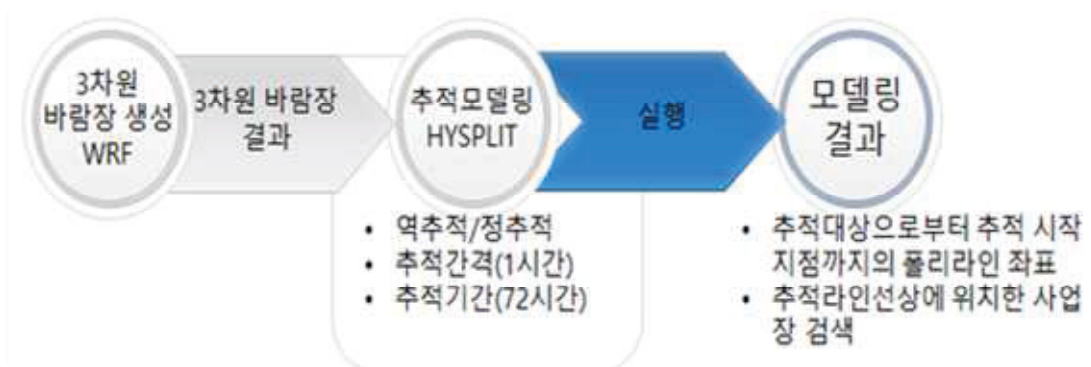 3차원
바람장 생성
WRF
3차원 바람장
결과
추적모델링
HYSPLIT
실행
모델링
결과
• 역추적/정추적
• 추적간격(1시간)
• 추적기간(72시간)
• 추적대상으로부터 추적 시작
지점까지의 폴리라인 좌표
• 추적라인선상에 위치한 사업
장 검색